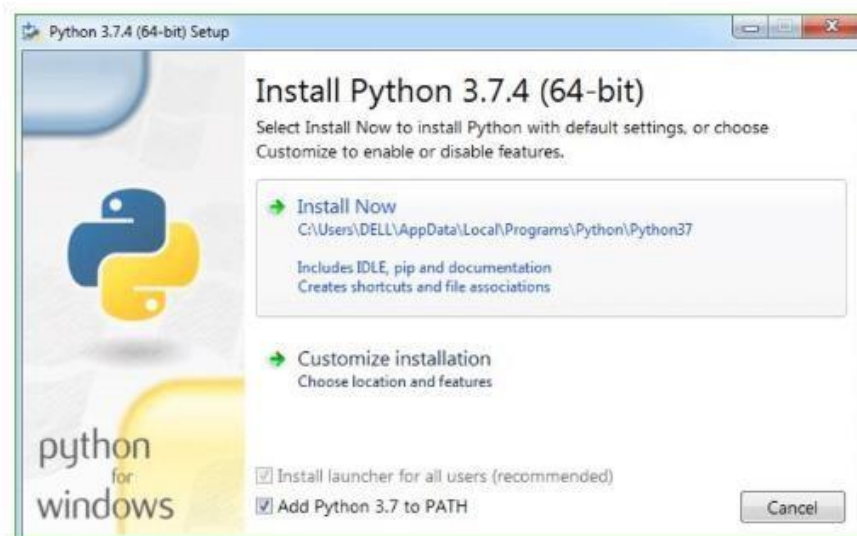 Python 3.7.4 (64-bit) Setup
Install Python 3.7.4 (64-bit)
Select Install Now to install Python with default settings, or choose
Customize to enable or disable features.
Install Now
C:\Users\DELL\AppData\Local\Programs\Python\Python37
Includes IDLE, pip and documentation
Creates shortcuts and file associations
Customize installation
Choose location and features
python
for
windows
Install launcher for all users (recommended)
Add Python 3.7 to PATH
Cancel